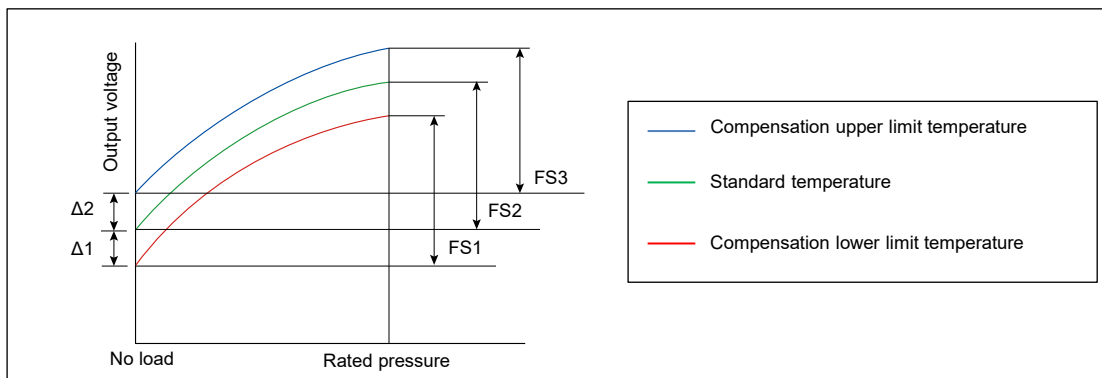 Output voltage
Δ2
Δ1
FS3
FS2
FS1
No load
Rated pressure
Compensation upper limit temperature
Standard temperature
Compensation lower limit temperature